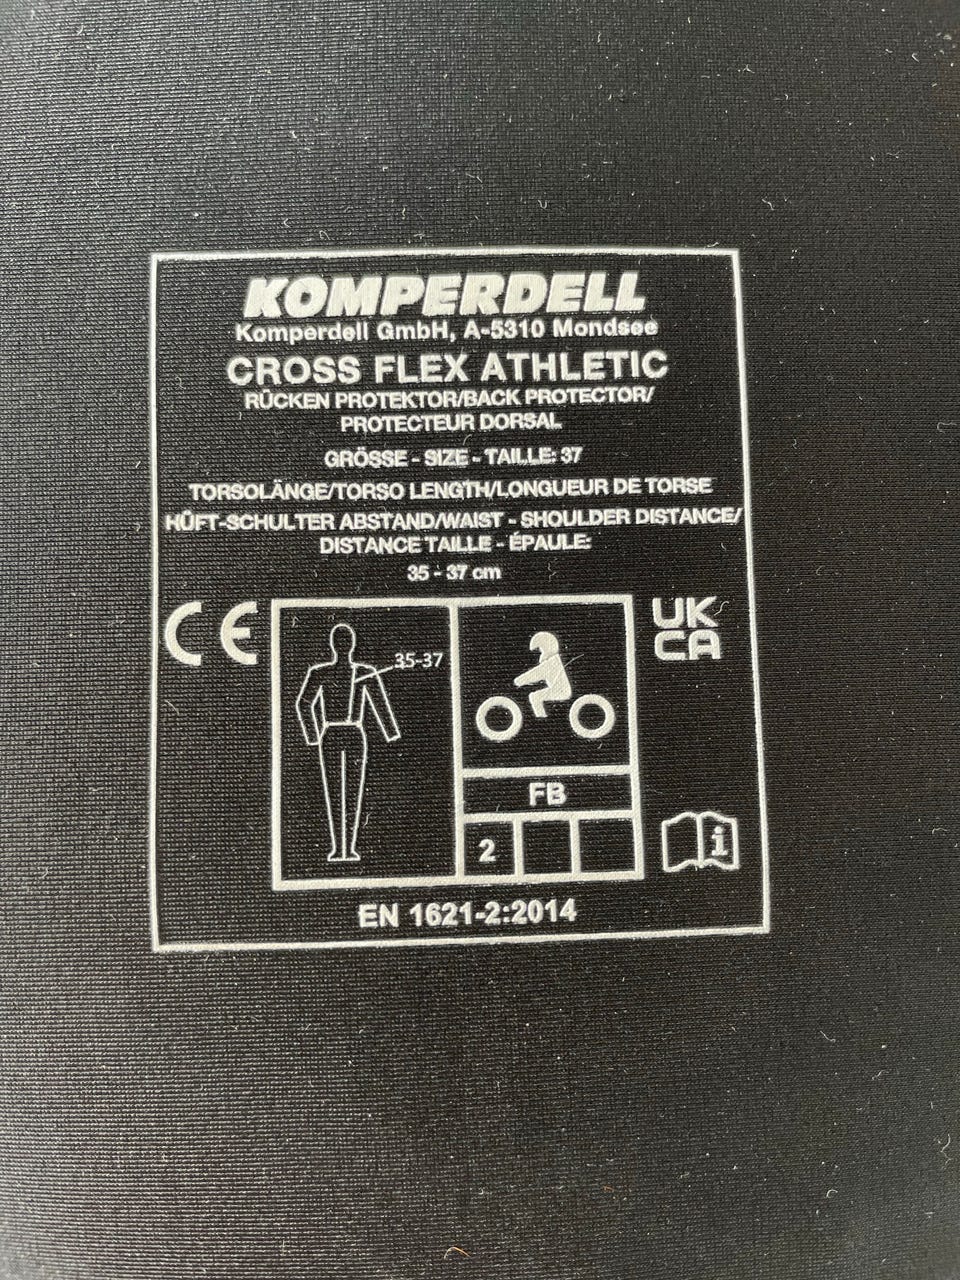 KOMPERDELL
Komperdell GmbH, A-5310 Mondsee
CROSS FLEX ATHLETIC
RÜCKEN PROTEKTOR/BACK PROTECTOR/
PROTECTEUR DORSAL
GRÖSSE - SIZE - TAILLE: 37
TORSOLÄNGE/TORSO LENGTH/LONGUEUR DE TORSE
HÜFT-SCHULTER ABSTAND/WAIST - SHOULDER DISTANCE/
DISTANCE TAILLE - ÉPAULE:
35 - 37 cm
CE
UK
CA
35-37
FB
2
i
EN 1621-2:2014